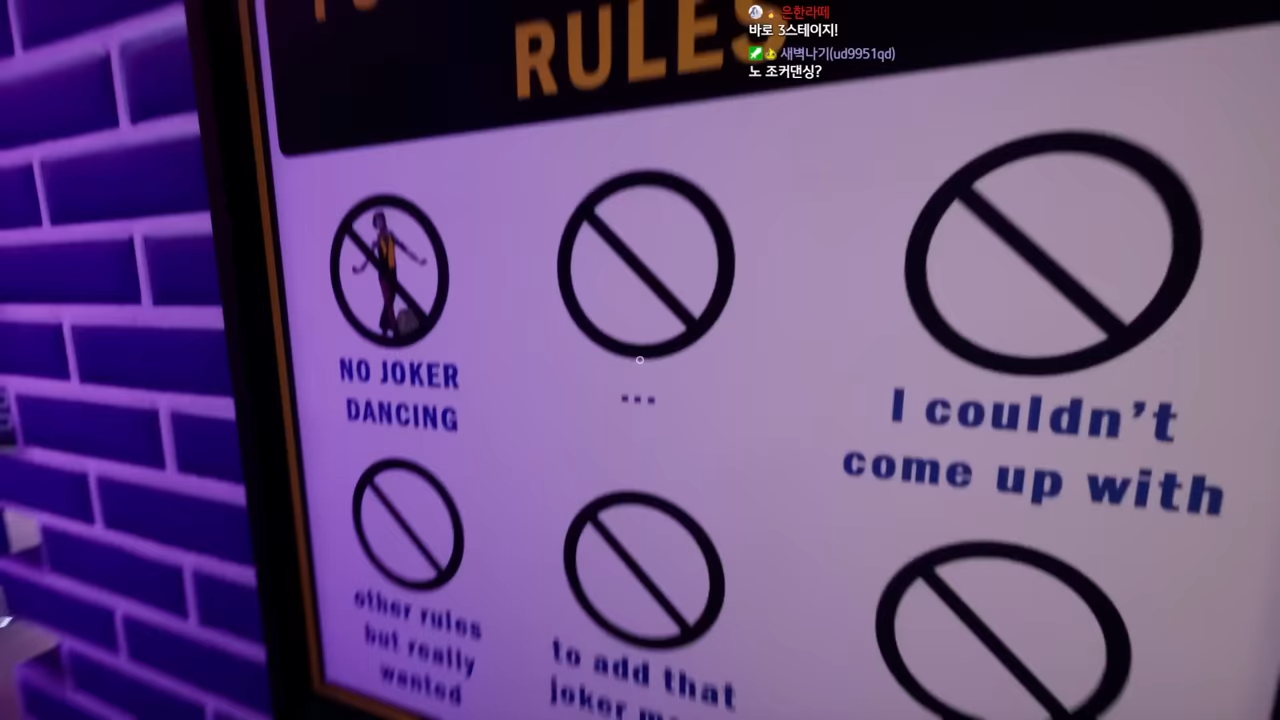 RULES
은한라떼
바로 3스테이지!
새벽나기(ud9951qd)
노 조커댄싱?
NO JOKER
DANCING
...
I couldn't
come up with
other rules
but really
wanted
to add that
joker